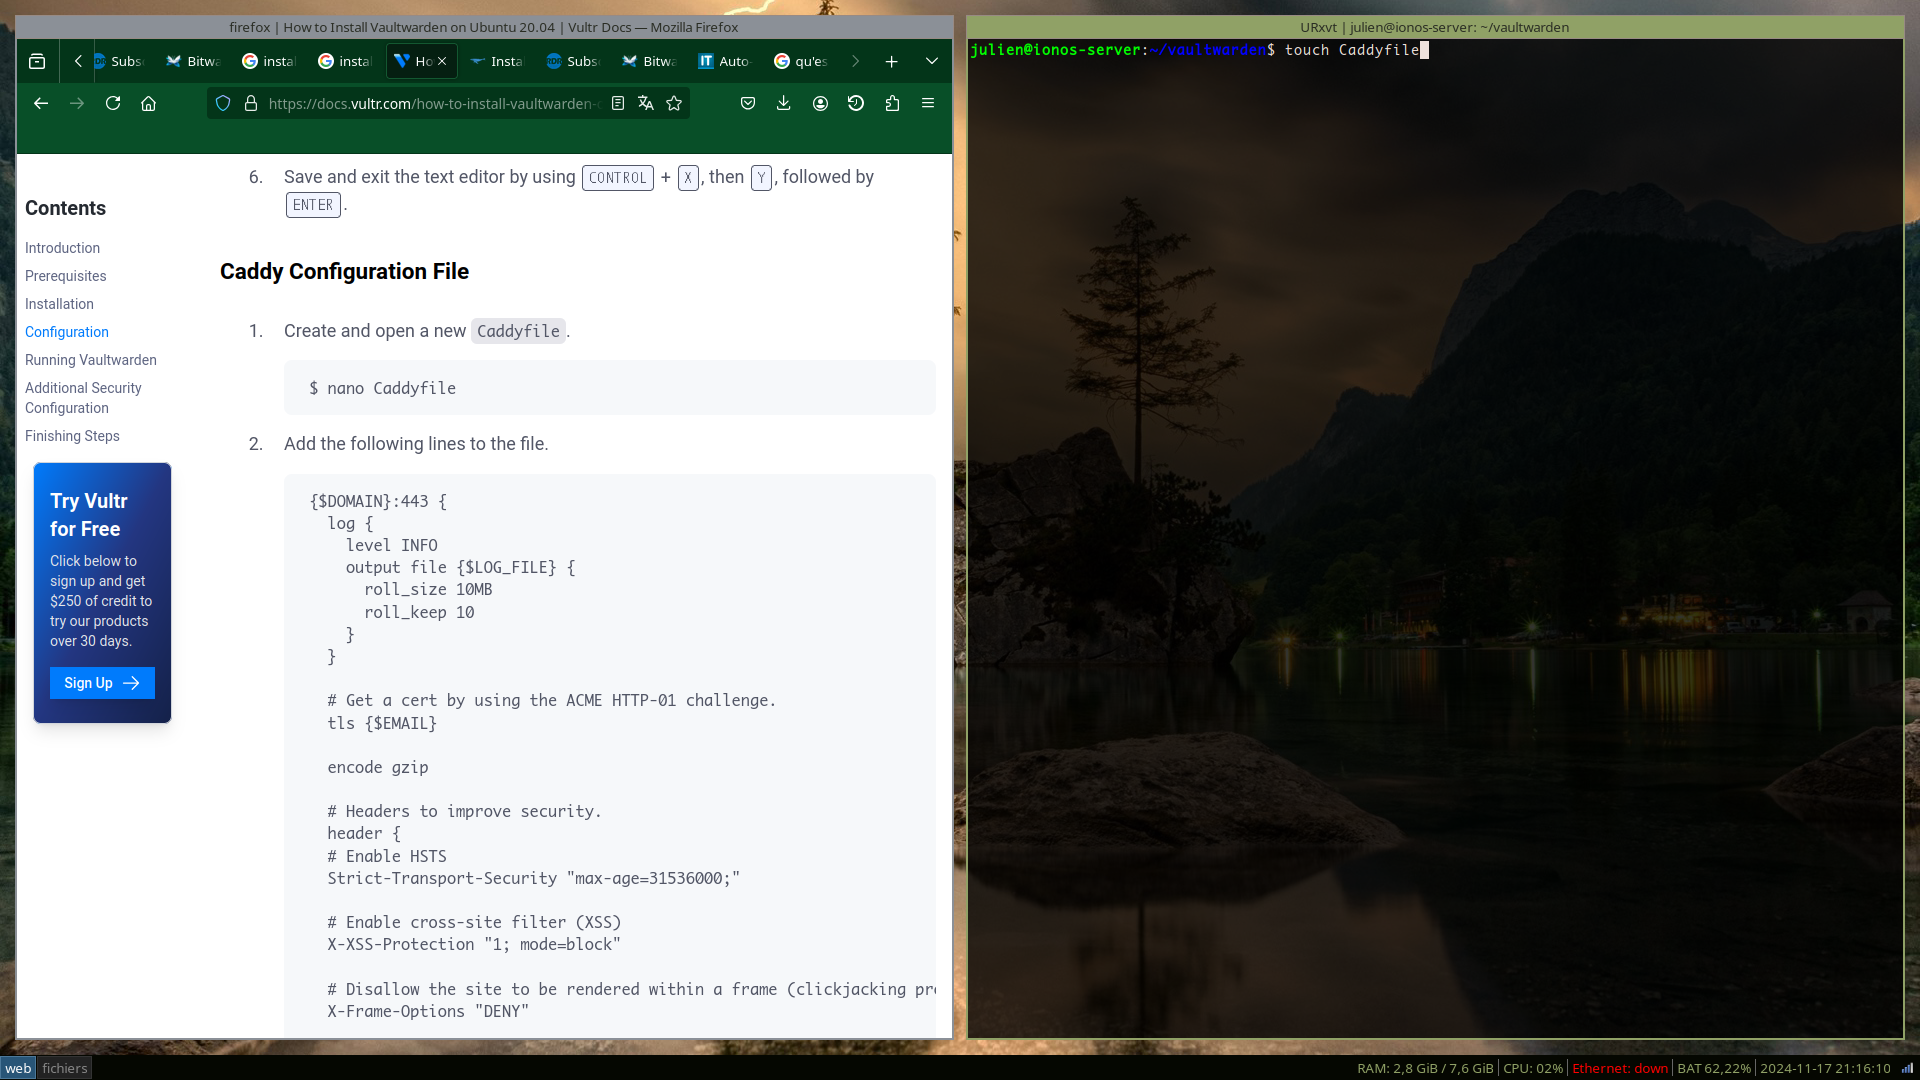 firefox | How to Install Vaultwarden on Ubuntu 20.04 | Vultr Docs — Mozilla Firefox
Subs
Bitwa
instal
instal
Ho
Insta
Subs
Bitwa
Auto-
qu'es
https://docs.vultr.com/how-to-install-vaultwarden-
Contents
Introduction
Prerequisites
Installation
Configuration
Running Vaultwarden
Additional Security
Configuration
Finishing Steps
Try Vultr
for Free
Click below to
sign up and get
$250 of credit to
try our products
over 30 days.
Sign Up
6. Save and exit the text editor by using CONTROL + X , then Y , followed by
ENTER .
Caddy Configuration File
1. Create and open a new Caddyfile .
$ nano Caddyfile
2. Add the following lines to the file.
{$DOMAIN}:443 {
  log {
    level INFO
    output file {$LOG_FILE} {
      roll_size 10MB
      roll_keep 10
    }
  }
  # Get a cert by using the ACME HTTP-01 challenge.
  tls {$EMAIL}
  encode gzip
  # Headers to improve security.
  header {
  # Enable HSTS
  Strict-Transport-Security "max-age=31536000;"
  # Enable cross-site filter (XSS)
  X-XSS-Protection "1; mode=block"
  # Disallow the site to be rendered within a frame (clickjacking pr
  X-Frame-Options "DENY"
URxvt | julien@ionos-server: ~/vaultwarden
julien@ionos-server:~/vaultwarden$ touch Caddyfile
web fichiers
RAM: 2,8 GiB / 7,6 GiB | CPU: 02% | Ethernet: down | BAT 62,22% | 2024-11-17 21:16:10